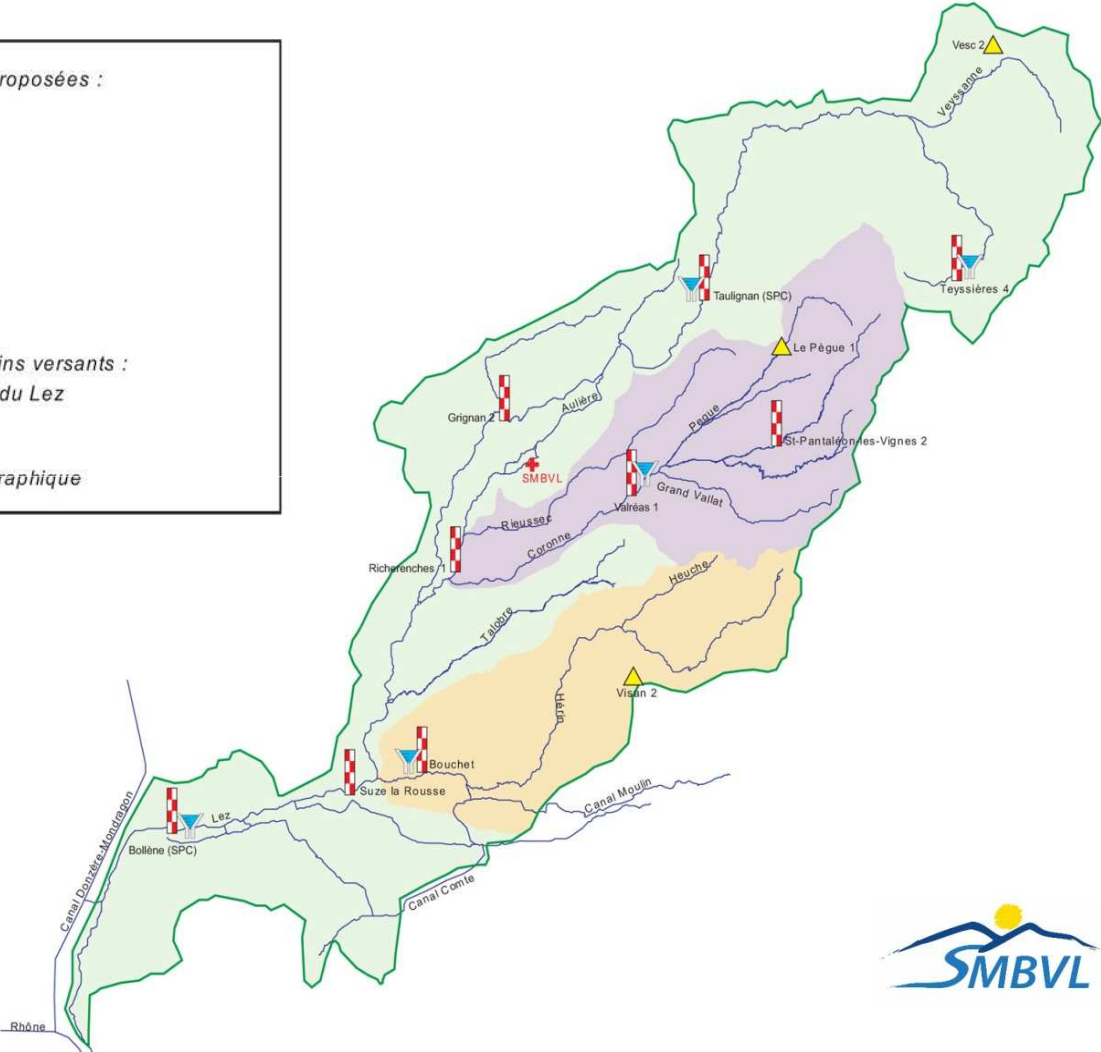 roposées :
ins versants :
du Lez
raphique
Vesc 2
Veyssanne
Teyssières 4
Taulignan (SPC)
Le Pègue 1
Grignan 2
Aulière
Pegue
St-Pantaléon-les-Vignes 2
SMBVL
Grand Vallat
Valréas 1
Rieussec
Coronne
Richerenches 1
Heuche
Talobre
Visan 2
Hérin
Bouchet
Suze la Rousse
Canal Moulin
Lez
Bollène (SPC)
Canal Donzère-Mondragon
Canal Comte
SMBVL
Rhône